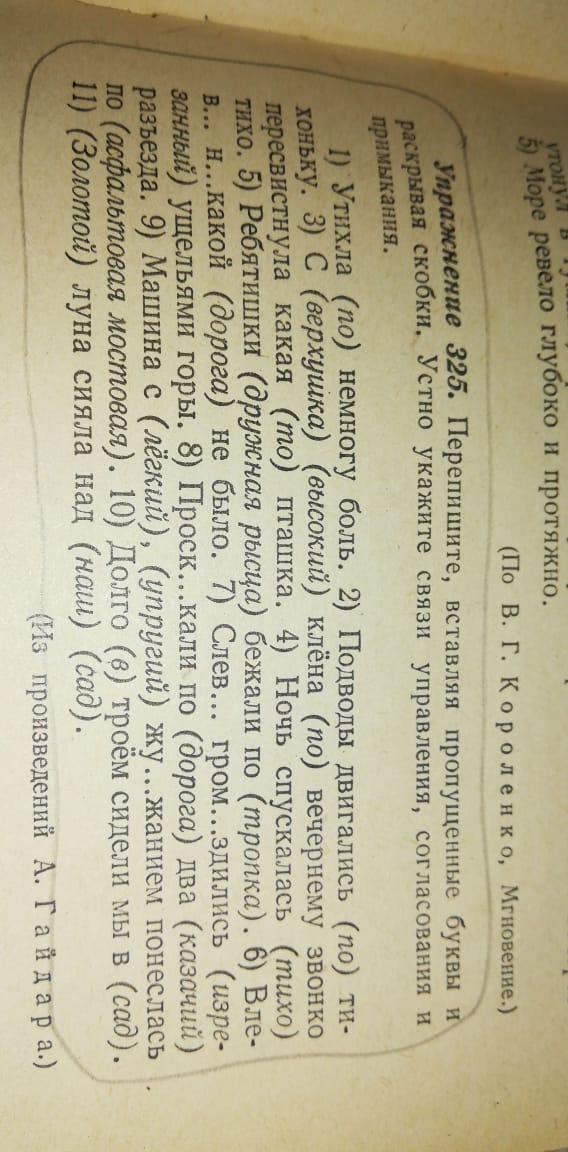 утонул в
5) Море ревело глубоко и протяжно.
(По В. Г. Короленко, Мгновение.)
Упражнение 325. Перепишите, вставляя пропущенные буквы и
раскрывая скобки. Устно укажите связи управления, согласования и
примыкания.
1) Утихла (по) немногу боль. 2) Подводы двигались (по) ти-
хоньку. 3) С (верхушка) (высокий) клёна (по) вечернему звонко
пересвистнула какая (то) пташка. 4) Ночь спускалась (тихо)
тихо. 5) Ребятишки (дружная рысца) бежали по (тропка). 6) Вле-
в... н...какой (дорога) не было. 7) Слев... гром...здились (изре-
занный) ущельями горы. 8) Проск...кали по (дорога) два (казачий)
разъезда. 9) Машина с (лёгкий), (упругий) жу...жанием понеслась
по (асфальтовая мостовая). 10) Долго (в) троём сидели мы в (сад).
11) (Золотой) луна сияла над (наш) (сад).
(Из произведений А. Гайдара.)